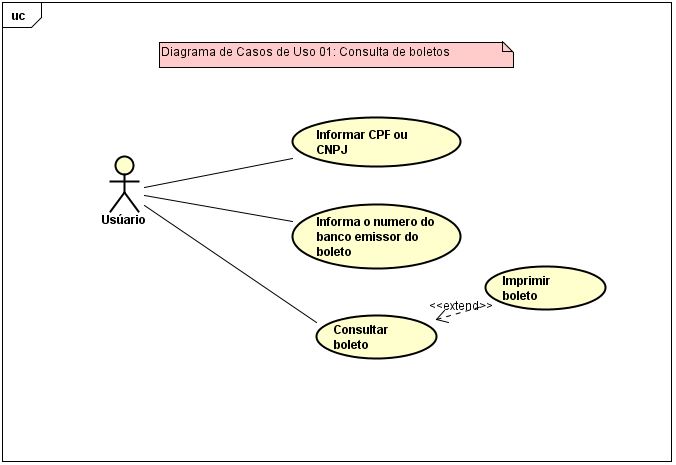 uc
Diagrama de Casos de Uso 01: Consulta de boletos
Informar CPF ou
CNPJ
Usúario
Informa o numero do
banco emissor do
boleto
Imprimir
boleto
<<extend>>
Consultar
boleto